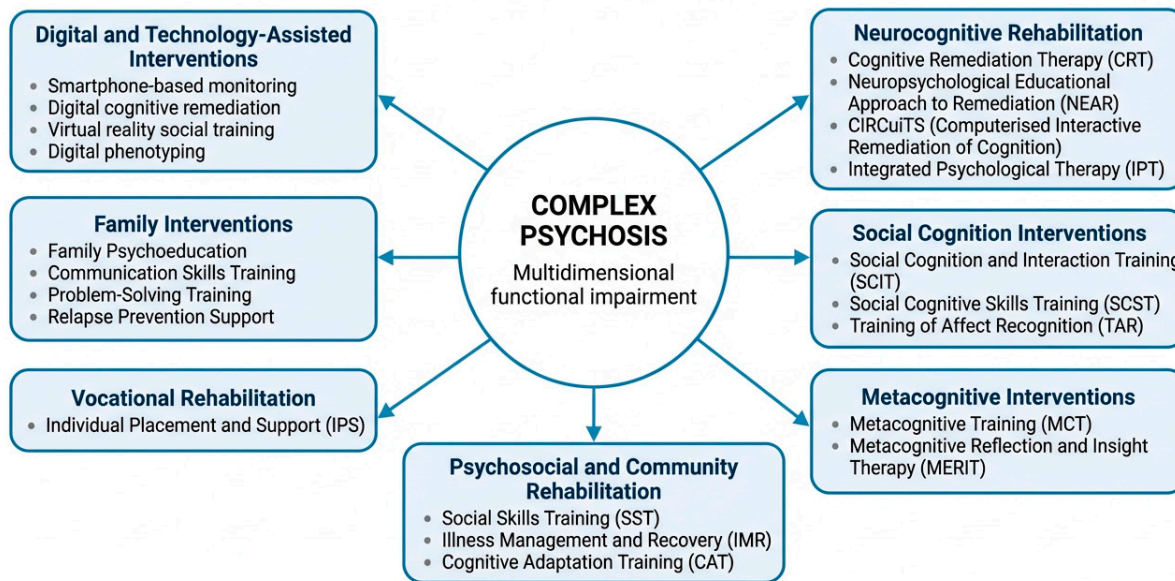 Digital and Technology-Assisted
Interventions
Smartphone-based monitoring
Digital cognitive remediation
Virtual reality social training
Digital phenotyping
Family Interventions
Family Psychoeducation
Communication Skills Training
Problem-Solving Training
Relapse Prevention Support
Vocational Rehabilitation
Individual Placement and Support (IPS)
COMPLEX
PSYCHOSIS
Multidimensional
functional impairment
Psychosocial and Community
Rehabilitation
Social Skills Training (SST)
Illness Management and Recovery (IMR)
Cognitive Adaptation Training (CAT)
Neurocognitive Rehabilitation
Cognitive Remediation Therapy (CRT)
Neuropsychological Educational
Approach to Remediation (NEAR)
CIRCuiTS (Computerised Interactive
Remediation of Cognition)
Integrated Psychological Therapy (IPT)
Social Cognition Interventions
Social Cognition and Interaction Training
(SCIT)
Social Cognitive Skills Training (SCST)
Training of Affect Recognition (TAR)
Metacognitive Interventions
Metacognitive Training (MCT)
Metacognitive Reflection and Insight
Therapy (MERIT)